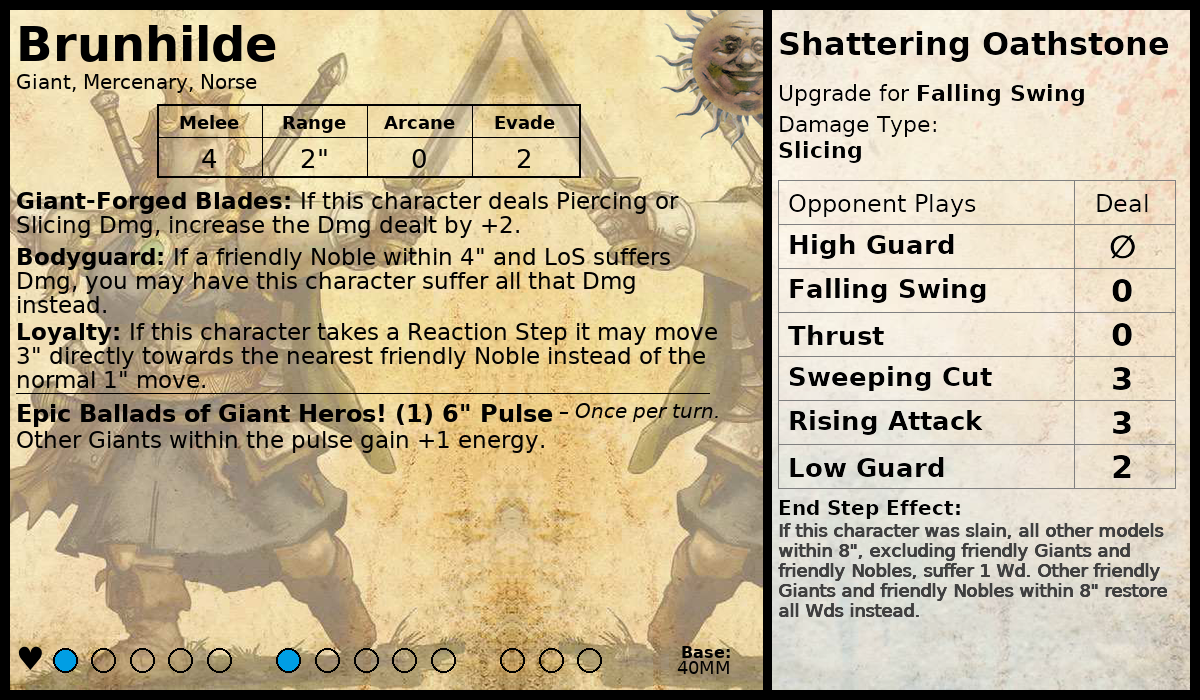 Brunhilde
Giant, Mercenary, Norse
Melee Range Arcane Evade
4 2" 0 2
Giant-Forged Blades: If this character deals Piercing or
Slicing Dmg, increase the Dmg dealt by +2.
Bodyguard: If a friendly Noble within 4" and LoS suffers
Dmg, you may have this character suffer all that Dmg
instead.
Loyalty: If this character takes a Reaction Step it may move
3" directly towards the nearest friendly Noble instead of the
normal 1" move.
Epic Ballads of Giant Heros! (1) 6" Pulse – Once per turn.
Other Giants within the pulse gain +1 energy.
Base:
40MM
Shattering Oathstone
Upgrade for Falling Swing
Damage Type:
Slicing
Opponent Plays Deal
High Guard ∅
Falling Swing 0
Thrust 0
Sweeping Cut 3
Rising Attack 3
Low Guard 2
End Step Effect:
If this character was slain, all other models
within 8", excluding friendly Giants and
friendly Nobles, suffer 1 Wd. Other friendly
Giants and friendly Nobles within 8" restore
all Wds instead.